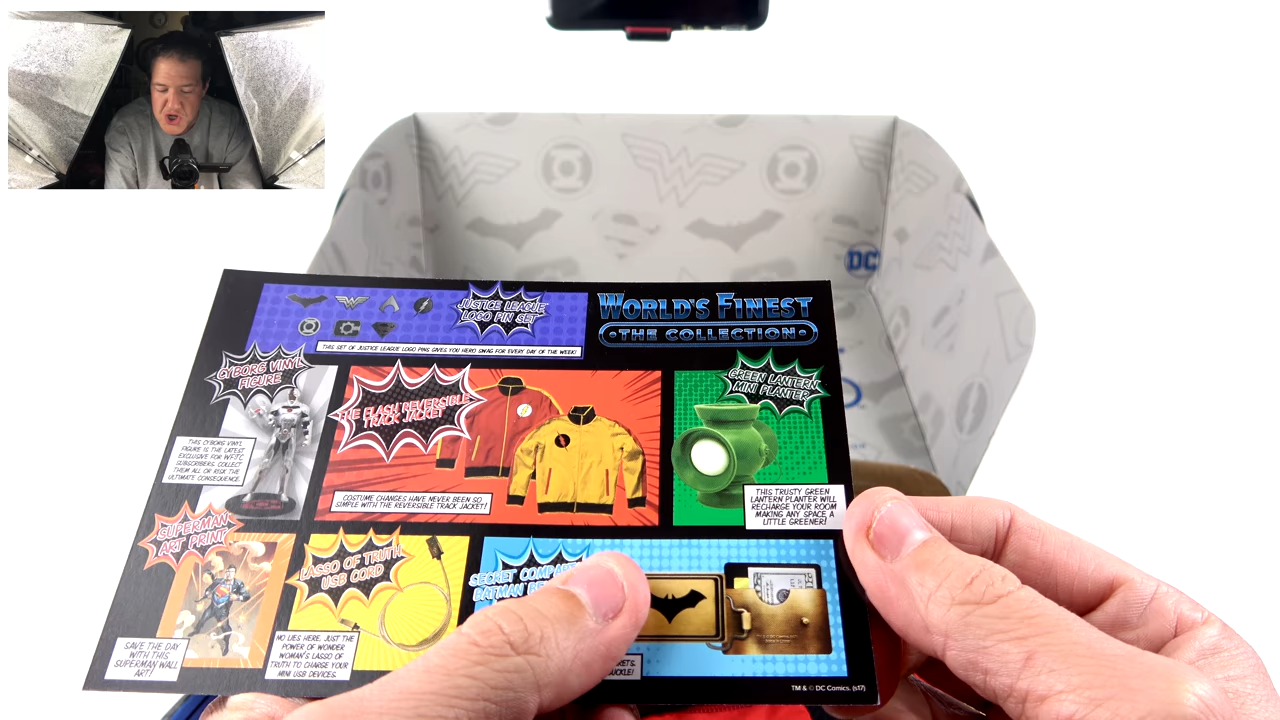 DC
JUSTICE LEAGUE
LOGO PIN SET
WORLD'S FINEST
THE COLLECTION
THIS SET OF JUSTICE LEAGUE LOGO PINS GIVES YOU HERO SWAG FOR EVERY DAY OF THE WEEK!
CYBORG VINYL
FIGURE
THIS CYBORG VINYL
FIGURE IS THE LATEST
EXCLUSIVE FOR WF:TC
SUBSCRIBERS. COLLECT
THEM ALL OR RISK THE
ULTIMATE CONSEQUENCE.
THE FLASH REVERSIBLE
TRACK JACKET
COSTUME CHANGES HAVE NEVER BEEN SO
SIMPLE WITH THE REVERSIBLE TRACK JACKET!
GREEN LANTERN
MINI PLANTER
THIS TRUSTY GREEN
LANTERN PLANTER WILL
RECHARGE YOUR ROOM
MAKING ANY SPACE A
LITTLE GREENER!
SUPERMAN
ART PRINT
SAVE THE DAY
WITH THIS
SUPERMAN WALL
ART!
LASSO OF TRUTH
USB CORD
NO LIES HERE, JUST THE
POWER OF WONDER
WOMAN'S LASSO OF
TRUTH TO CHARGE YOUR
MINI USB DEVICES.
SECRET
BATMAN
TM & © DC Comics. (s17)